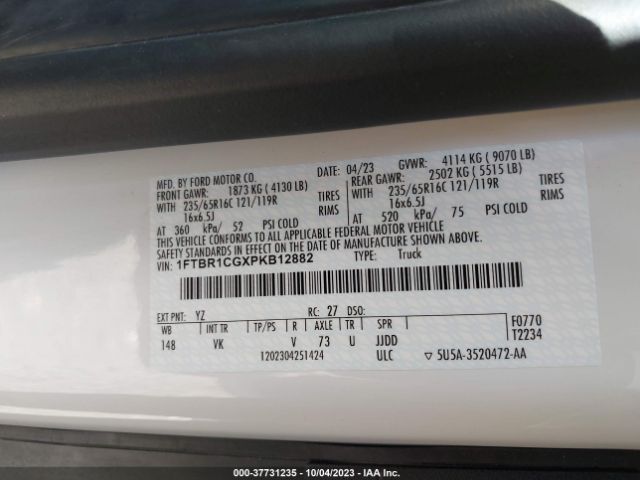 MFD. BY FORD MOTOR CO.
DATE: 04/23 GVWR: 4114 KG ( 9070 LB)
FRONT GAWR: 1873 KG ( 4130 LB) REAR GAWR: 2502 KG ( 5515 LB)
WITH 235/65R16C 121/119R TIRES WITH 235/65R16C 121/119R TIRES
16x6.5J RIMS 16x6.5J RIMS
AT 360 kPa/ 52 PSI COLD AT 520 kPa/ 75 PSI COLD
THIS VEHICLE CONFORMS TO ALL APPLICABLE FEDERAL MOTOR VEHICLE
SAFETY STANDARDS IN EFFECT ON THE DATE OF MANUFACTURE SHOWN ABOVE.
VIN: 1FTBR1CGXPKB12882 TYPE: Truck
EXT PNT: YZ RC: 27 DSO:
WB INT TR TP/PS R AXLE TR SPR
148 VK V 73 U JJDD
F0770
T2234
1202304251424 ULC ▽ 5U5A-3520472-AA
000-37731235 - 10/04/2023 - IAA Inc.